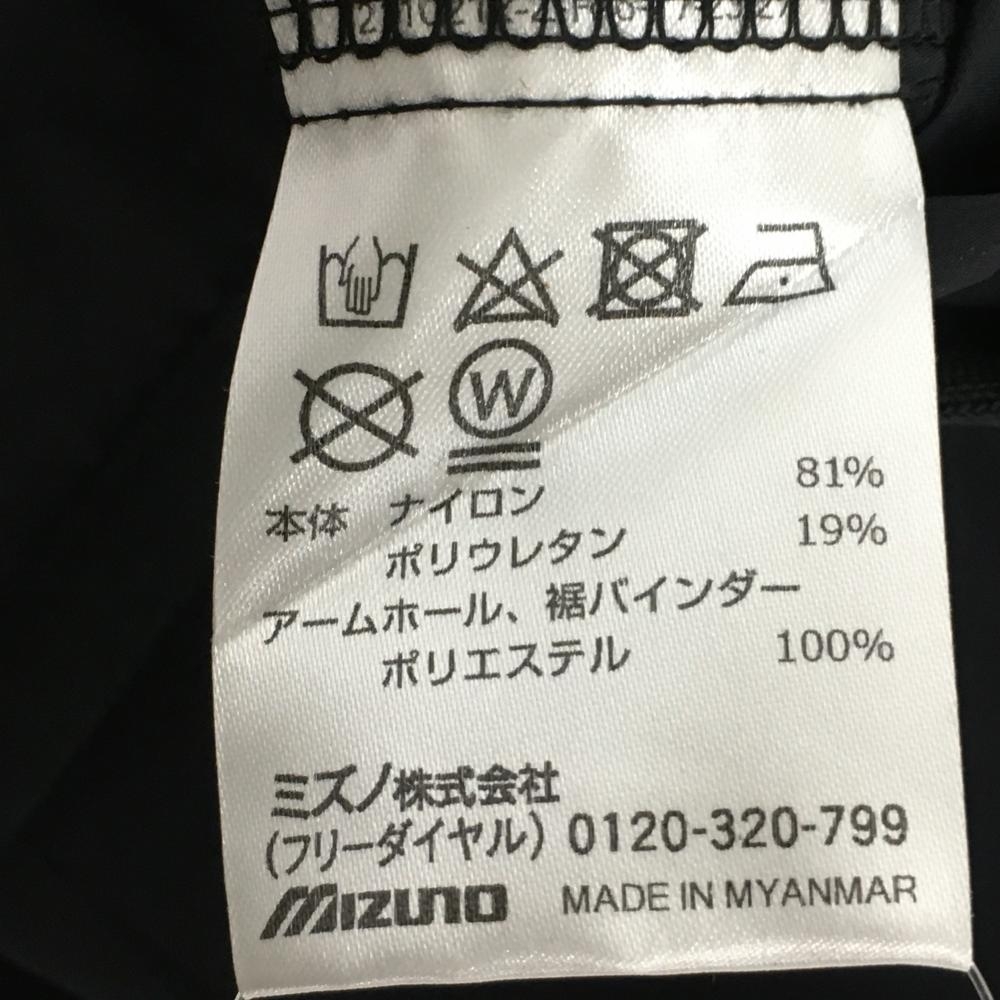 W
本体 ナイロン 81%
ポリウレタン 19%
アームホール、裾バインダー
ポリエステル 100%
ミズノ株式会社
(フリーダイヤル) 0120-320-799
MIZUNO MADE IN MYANMAR